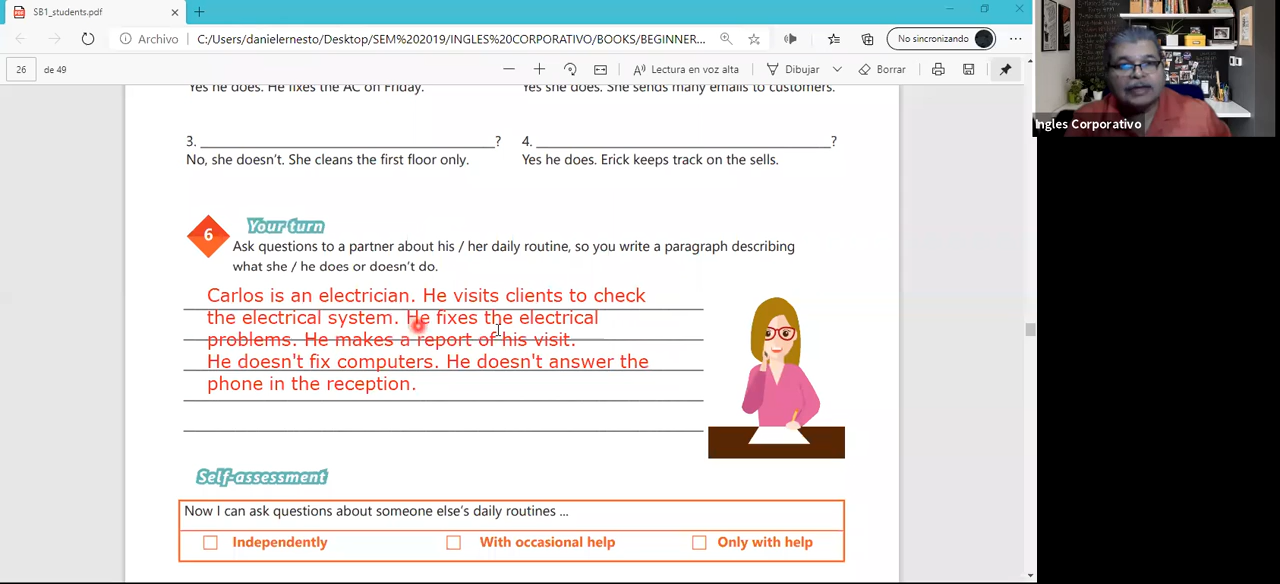 SB1_students.pdf
Archivo
C:/Users/danielernesto/Desktop/SEM%202019/INGLES%20CORPORATIVO/BOOKS/BEGINNER...
No sincronizando
26
de 49
Lectura en voz alta
Dibujar
Borrar
Ingles Corporativo
Yes he does. He fixes the AC on Friday.
Yes she does. She sends many emails to customers.
3. ?
4. ?
No, she doesn't. She cleans the first floor only.
Yes he does. Erick keeps track on the sells.
6
Your turn
Ask questions to a partner about his / her daily routine, so you write a paragraph describing
what she / he does or doesn't do.
Carlos is an electrician. He visits clients to check
the electrical system. He fixes the electrical
problems. He makes a report of his visit.
He doesn't fix computers. He doesn't answer the
phone in the reception.
Self-assessment
Now I can ask questions about someone else's daily routines ...
Independently
With occasional help
Only with help